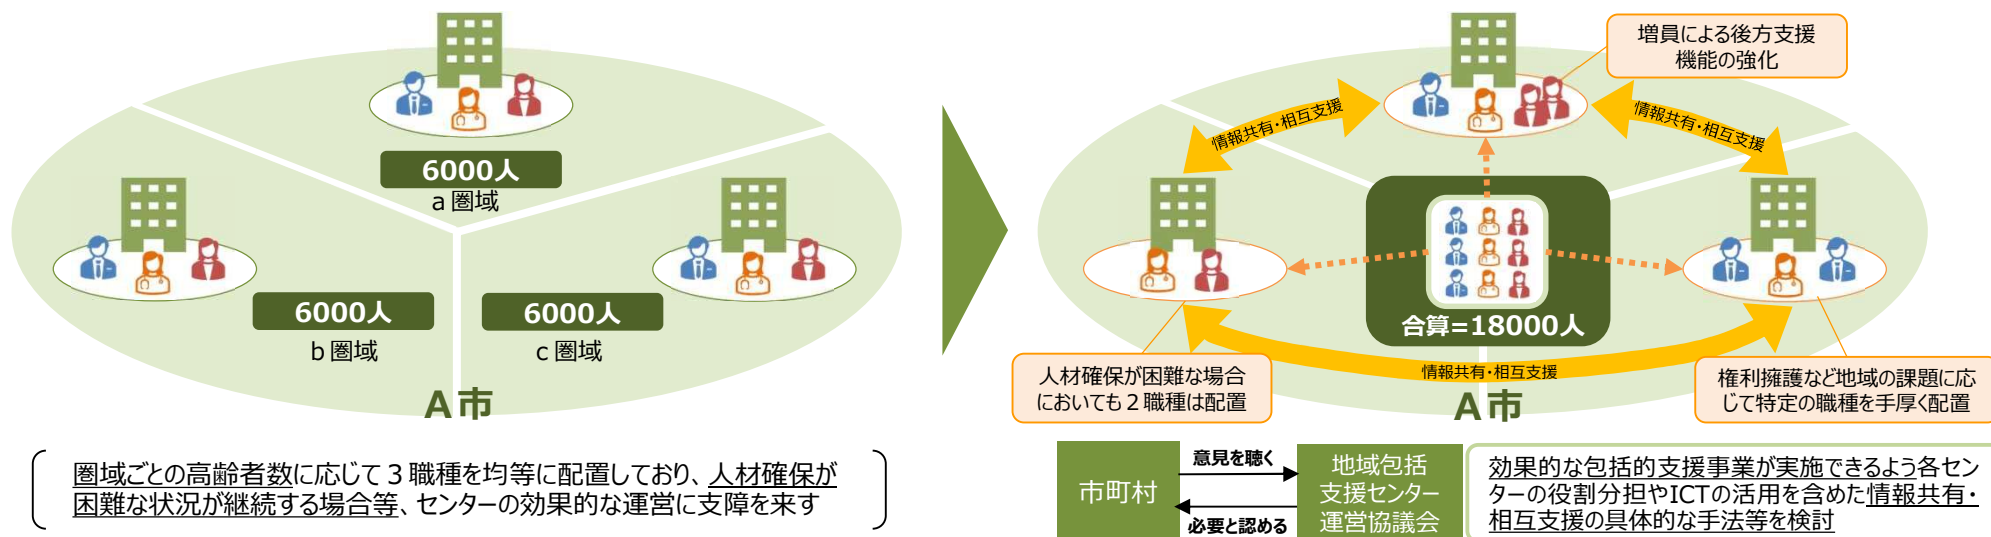 6000人
a 圏域
6000人
b 圏域
6000人
c 圏域
A市
圏域ごとの高齢者数に応じて３職種を均等に配置しており、人材確保が
困難な状況が継続する場合等、センターの効果的な運営に支障を来す
増員による後方支援
機能の強化
情報共有・相互支援
情報共有・相互支援
合算=18000人
情報共有・相互支援
人材確保が困難な場合
においても２職種は配置
権利擁護など地域の課題に応
じて特定の職種を手厚く配置
A市
市町村
意見を聴く
必要と認める
地域包括
支援センター
運営協議会
効果的な包括的支援事業が実施できるよう各セン
ターの役割分担やICTの活用を含めた情報共有・
相互支援の具体的な手法等を検討